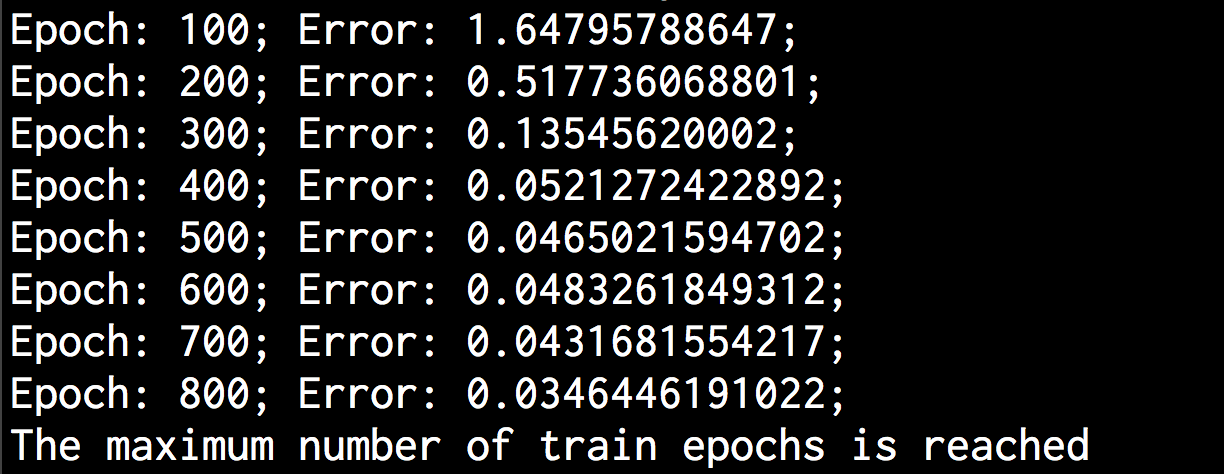 Epoch: 100; Error: 1.64795788647;
Epoch: 200; Error: 0.517736068801;
Epoch: 300; Error: 0.13545620002;
Epoch: 400; Error: 0.0521272422892;
Epoch: 500; Error: 0.0465021594702;
Epoch: 600; Error: 0.0483261849312;
Epoch: 700; Error: 0.0431681554217;
Epoch: 800; Error: 0.0346446191022;
The maximum number of train epochs is reached